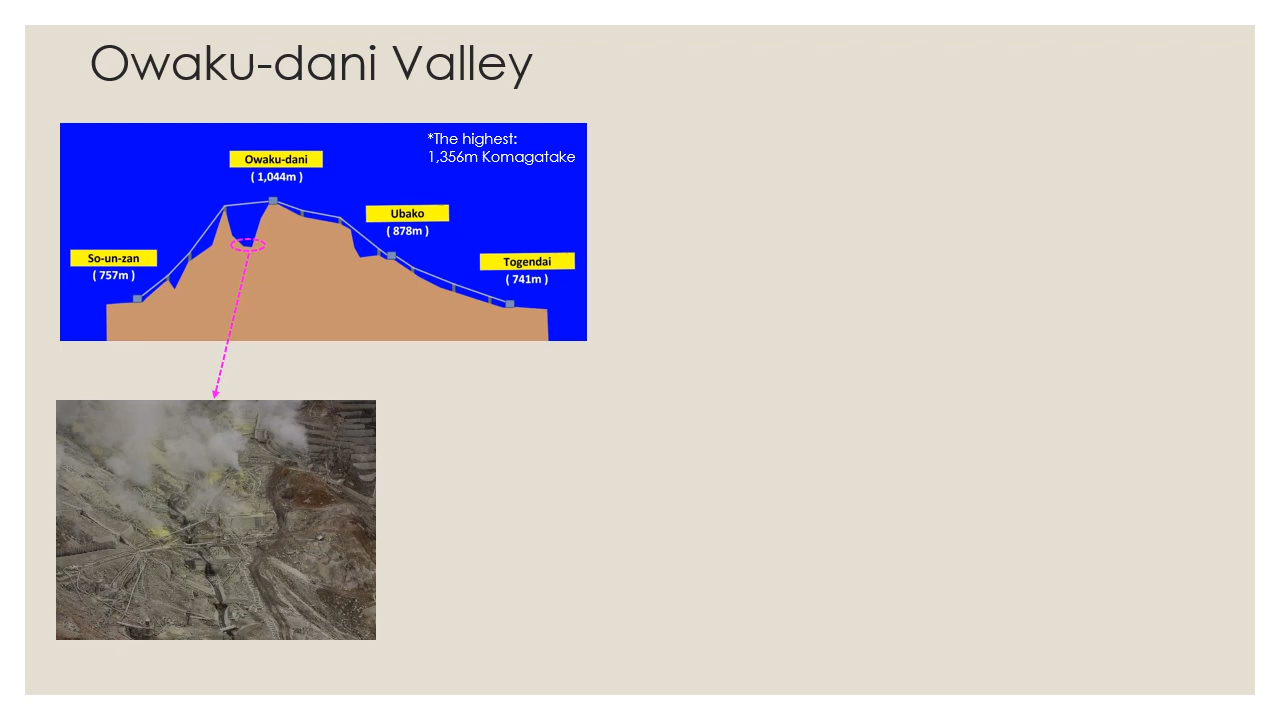 Owaku-dani Valley
*The highest:
1,356m Komagatake
Owaku-dani
( 1,044m )
Ubako
( 878m )
So-un-zan
( 757m )
Togendai
( 741m )